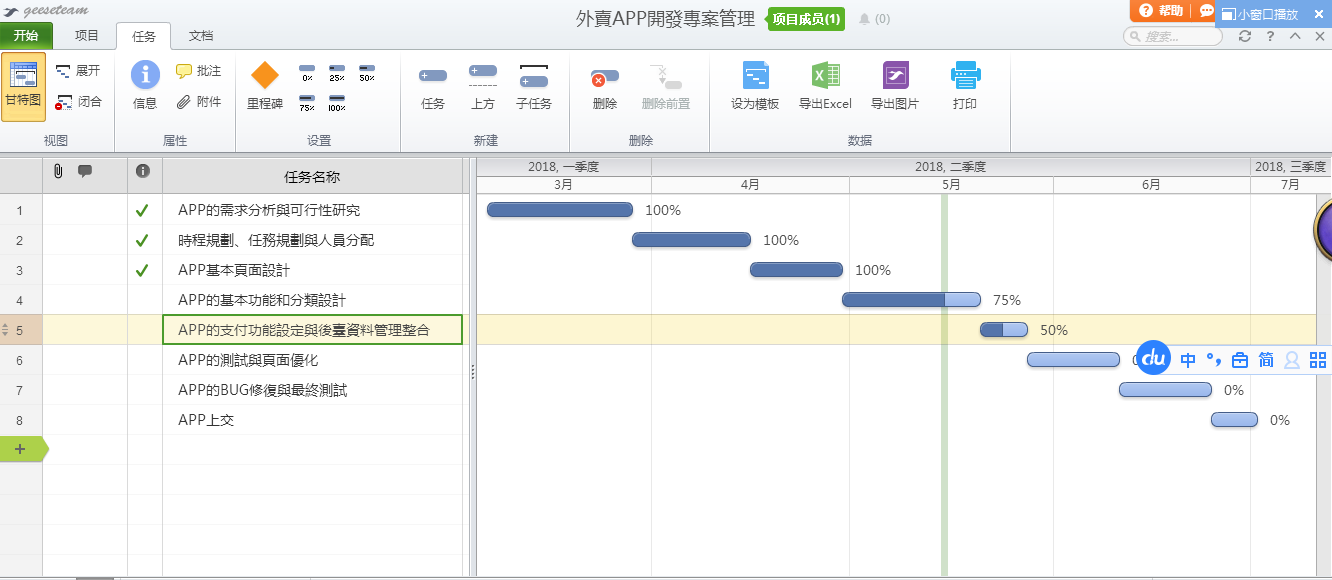 geeseteam
外賣APP開發專案管理
项目成员(1)
(0)
帮助
小窗口播放
开始
项目
任务
文档
搜索...
甘特图
展开
闭合
视图
信息
批注
附件
属性
里程碑
0% 25% 50%
75% 100%
设置
任务
上方
子任务
新建
删除
删除前置
删除
设为模板
导出Excel
导出图片
打印
数据
任务名称
2018, 一季度
2018, 二季度
2018, 三季度
3月
4月
5月
6月
7月
1 APP的需求分析與可行性研究 100%
2 時程規劃、任務規劃與人員分配 100%
3 APP基本頁面設計 100%
4 APP的基本功能和分類設計 75%
5 APP的支付功能設定與後臺資料管理整合 50%
6 APP的測試與頁面優化
du 中 简
7 APP的BUG修復與最終測試 0%
8 APP上交 0%